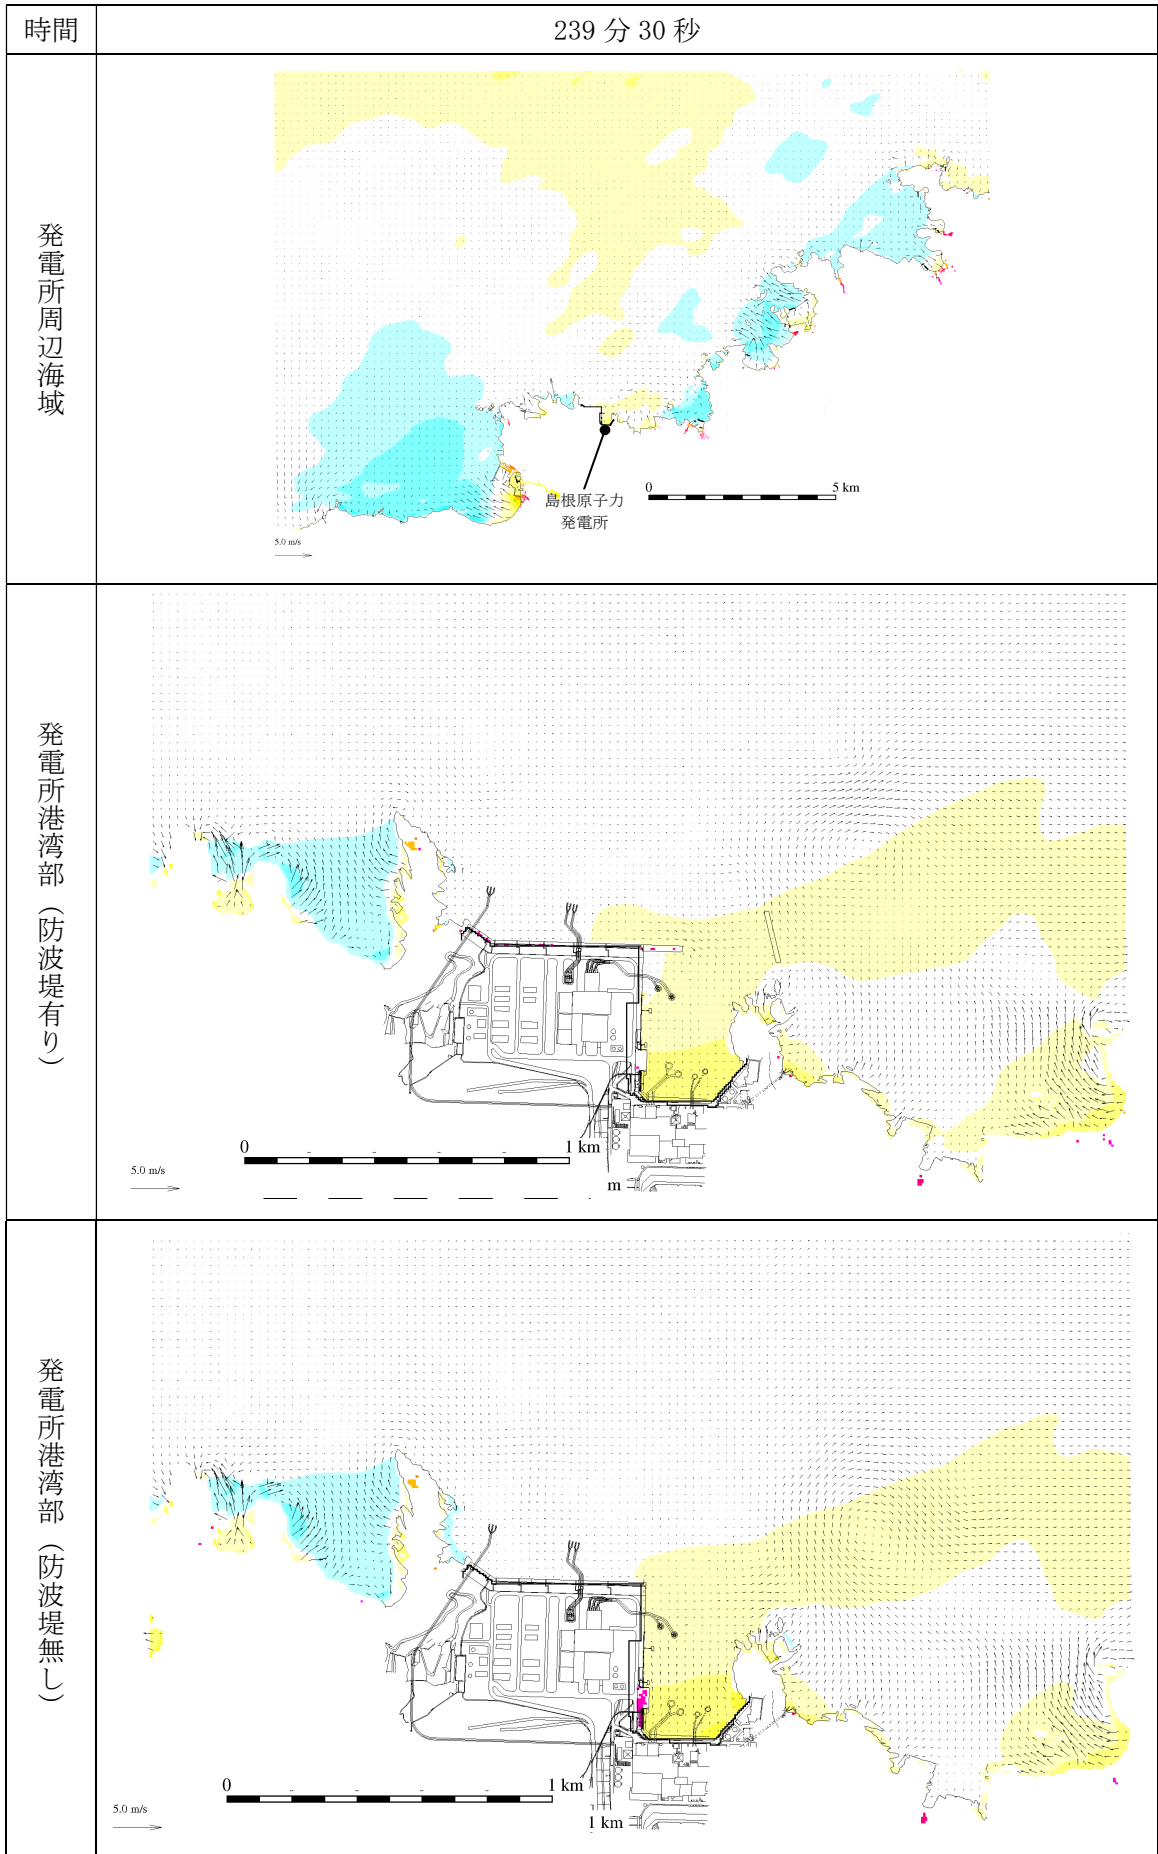 時間
239 分 30 秒
発電所周辺海域
島根原子力
発電所
0
5 km
5.0 m/s
発電所港湾部（防波堤有り）
0
1 km
5.0 m/s
m
発電所港湾部（防波堤無し）
0
1 km
5.0 m/s
1 km